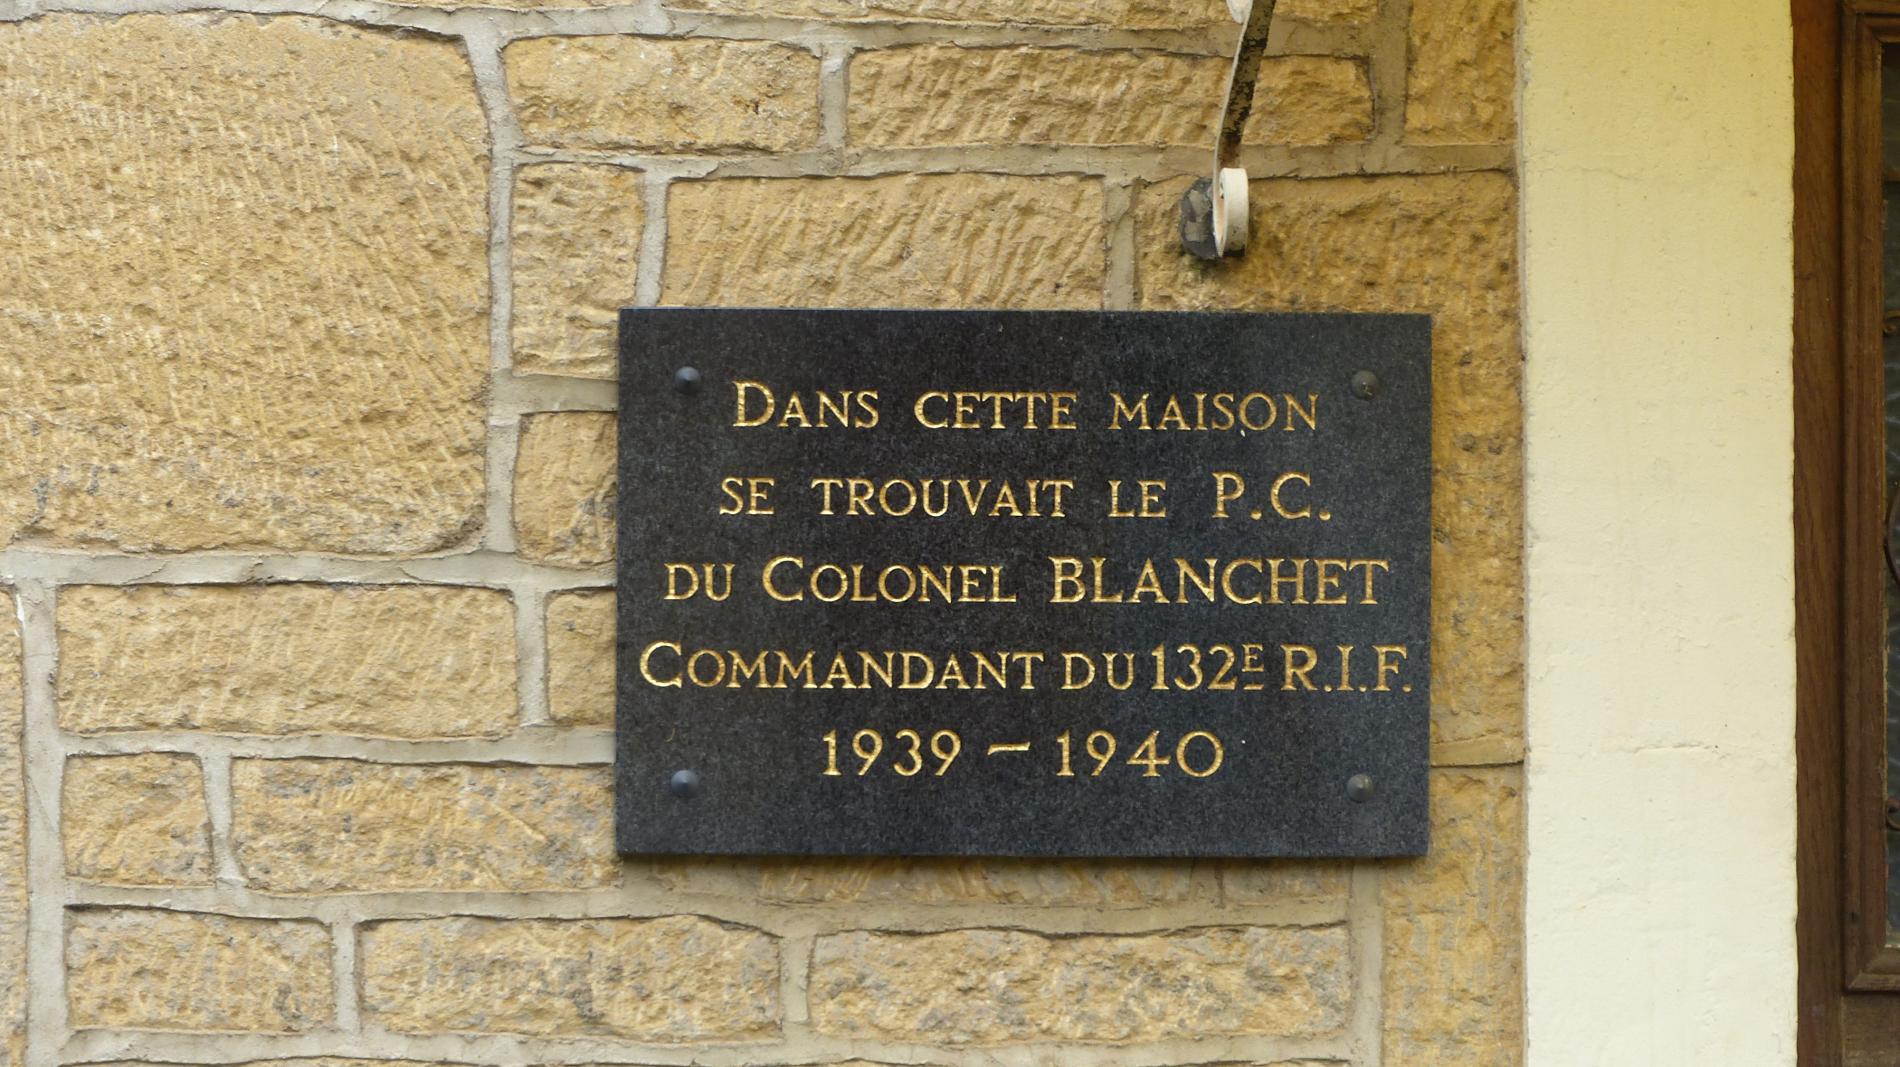 Dans cette maison
se trouvait le P.C.
du Colonel BLANCHET
Commandant du 132E R.I.F.
1939 - 1940